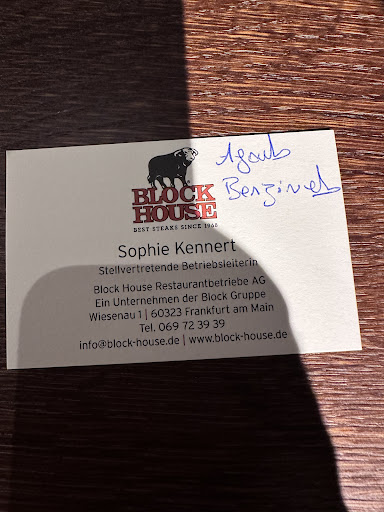 BLOCK
HOUSE
BEST STEAKS SINCE 1968
Sophie Kennert
Stellvertretende Betriebsleiterin
Block House Restaurantbetriebe AG
Ein Unternehmen der Block Gruppe
Wiesenau 1 | 60323 Frankfurt am Main
Tel. 069 72 39 39
info@block-house.de | www.block-house.de